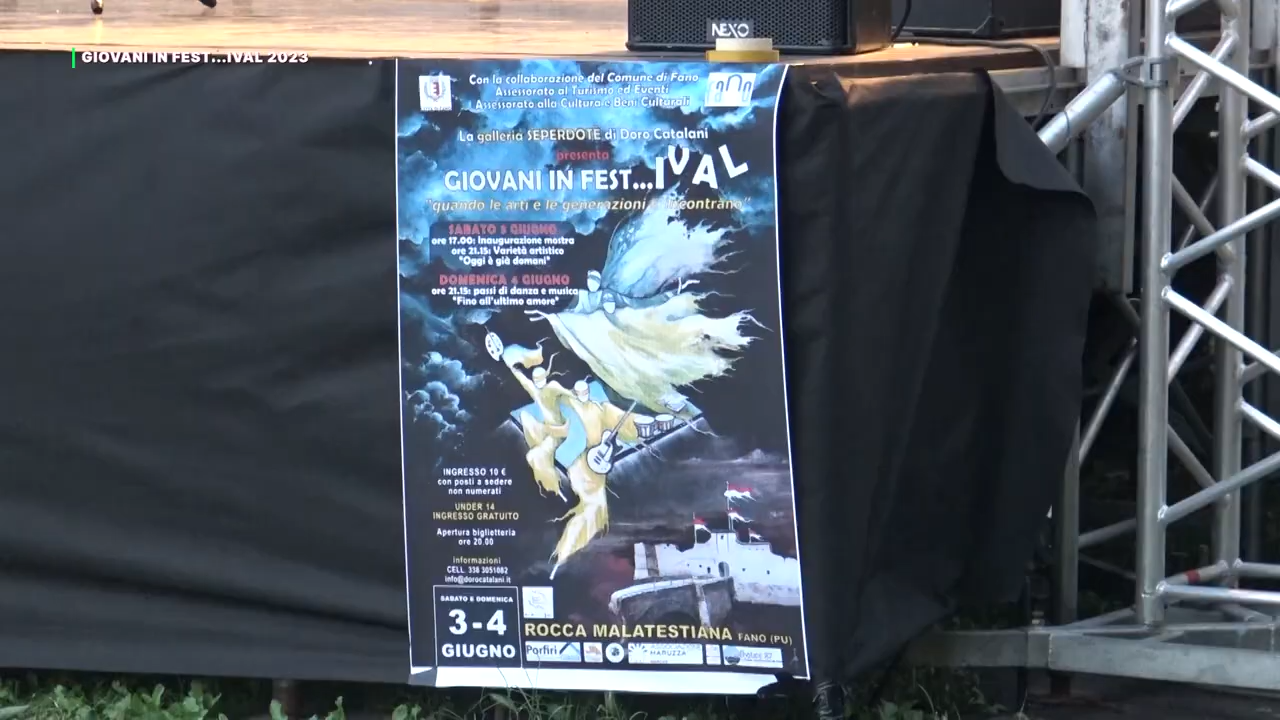 NEXO
GIOVANI IN FEST...IVAL 2023
Con la collaborazione del Comune di Fano
Assessorato al Turismo ed Eventi
Assessorato alla Cultura e Beni Culturali
La galleria SEPERDOTE di Doro Catalani
presenta
GIOVANI IN FEST...IVAL
"quando le arti e le generazioni si incontrano"
SABATO 3 GIUGNO
ore 17.00: Inaugurazione mostra
ore 21.15: Varietà artistico
"Oggi è già domani"
DOMENICA 4 GIUGNO
ore 21.15: passi di danza e musica
"Fino all'ultimo amore"
INGRESSO 10 €
con posti a sedere
non numerati
UNDER 14
INGRESSO GRATUITO
Apertura biglietteria
ore 20.00
informazioni
CELL. 338 3051082
info@dorocatalani.it
SABATO E DOMENICA
3-4
GIUGNO
ROCCA MALATESTIANA FANO (PU)
Porfiri
ASSOCIAZIONE
MARUZZA